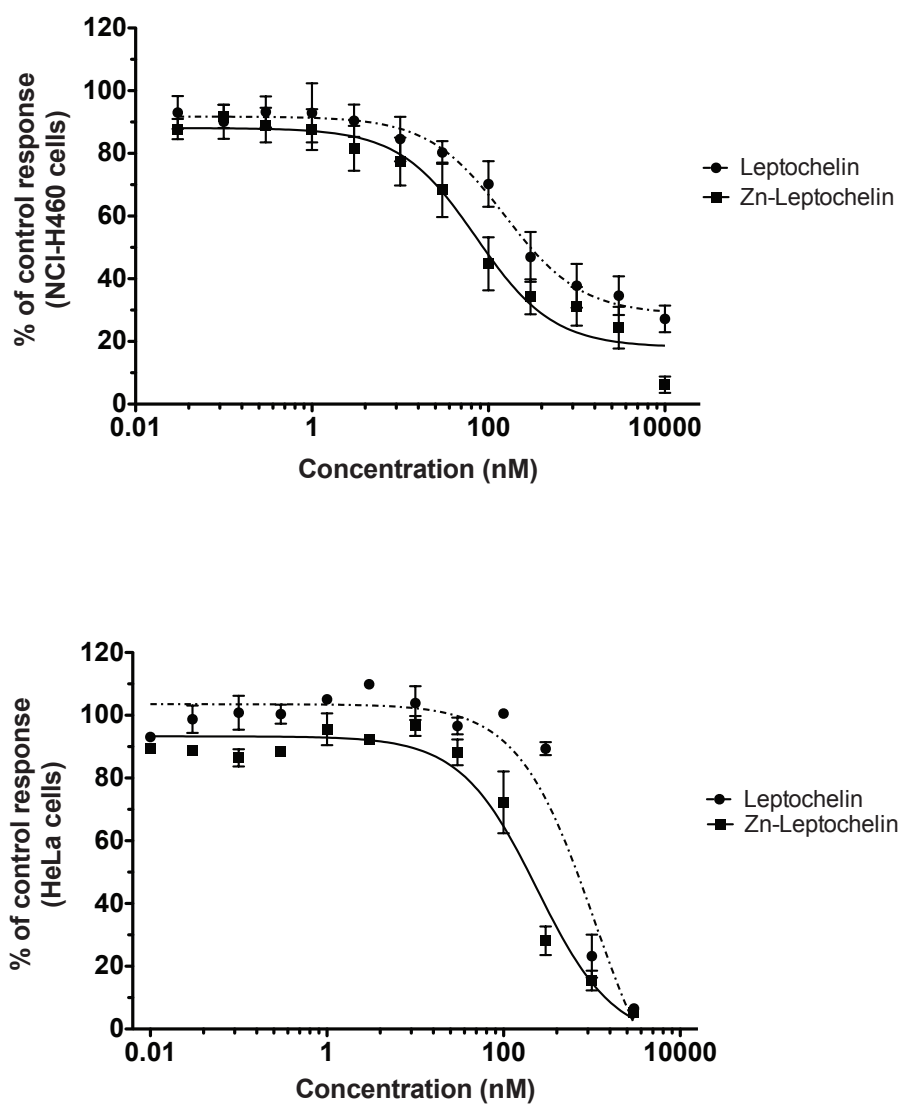 % of control response
(NCI-H460 cells)
120
100
80
60
40
20
0
0.01
1
100
10000
Concentration (nM)
Leptochelin
Zn-Leptochelin
% of control response
(HeLa cells)
120
100
80
60
40
20
0
0.01
1
100
10000
Concentration (nM)
Leptochelin
Zn-Leptochelin